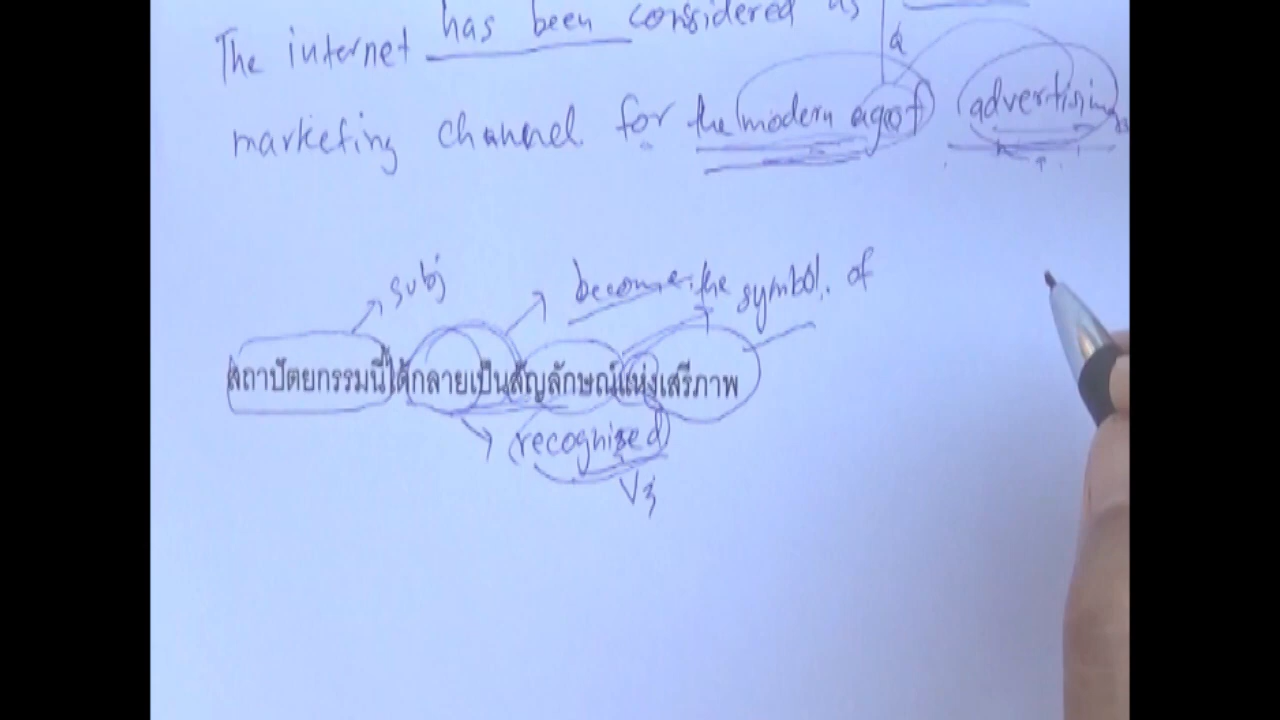 The internet has been considered as
a
marketing channel for the modern age of advertising
subj
become the symbol of
สถาปัตยกรรมนี้ได้กลายเป็นสัญลักษณ์แห่งเสรีภาพ
recognized
V3